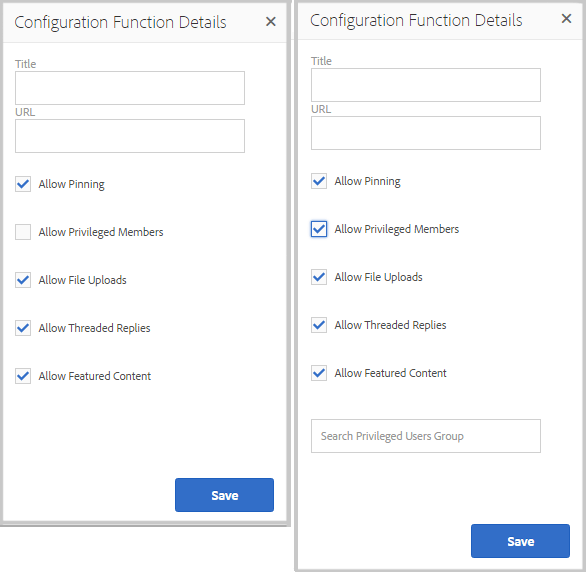 Configuration Function Details
Title
URL
Allow Pinning
Allow Privileged Members
Allow File Uploads
Allow Threaded Replies
Allow Featured Content
Save
Configuration Function Details
Title
URL
Allow Pinning
Allow Privileged Members
Allow File Uploads
Allow Threaded Replies
Allow Featured Content
Search Privileged Users Group
Save